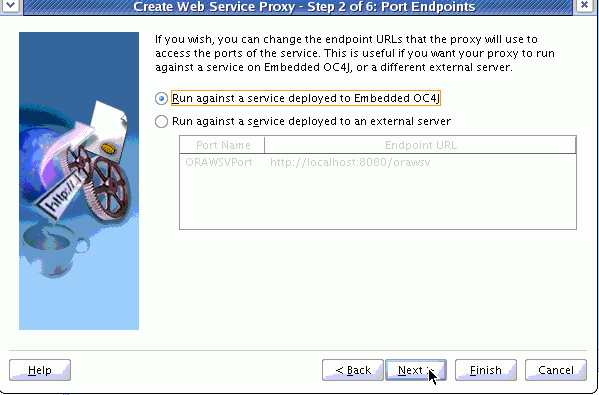 Create Web Service Proxy - Step 2 of 6: Port Endpoints
If you wish, you can change the endpoint URLs that the proxy will use to
access the ports of the service. This is useful if you want your proxy to run
against a service on Embedded OC4J, or a different external server.
Run against a service deployed to Embedded OC4J
Run against a service deployed to an external server
Port Name Endpoint URL
ORAWSVPort http://localhost:8080/orawsv
http://
Help < Back Next > Finish Cancel